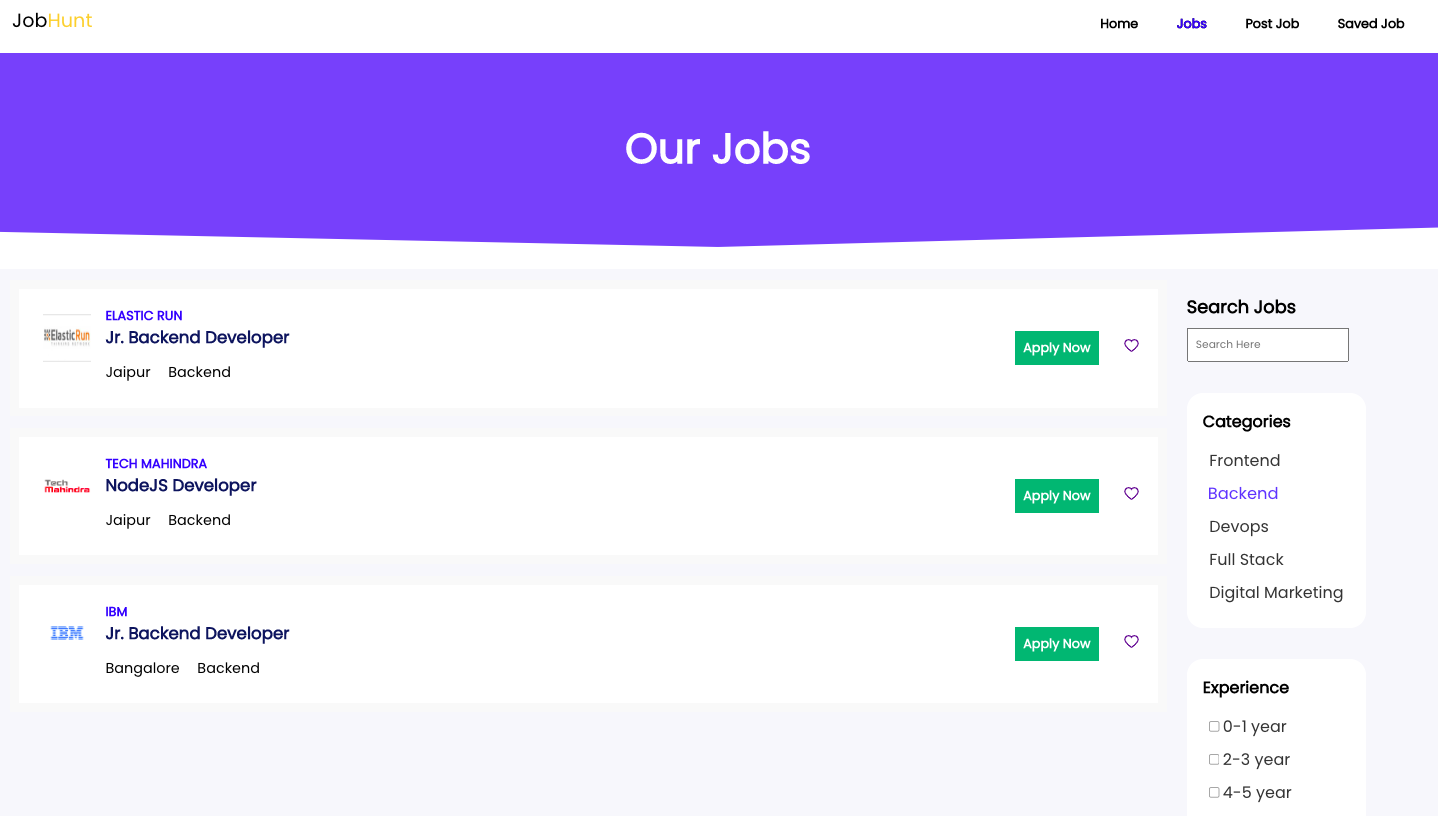 JobHunt
Home Jobs Post Job Saved Job
Our Jobs
ElasticRun
ELASTIC RUN
Jr. Backend Developer
Jaipur Backend
Apply Now
Tech
Mahindra
TECH MAHINDRA
NodeJS Developer
Jaipur Backend
Apply Now
IBM
IBM
Jr. Backend Developer
Bangalore Backend
Apply Now
Search Jobs
Search Here
Categories
Frontend
Backend
Devops
Full Stack
Digital Marketing
Experience
0-1 year
2-3 year
4-5 year